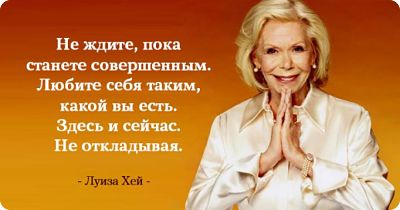 Не ждите, пока
станете совершенным.
Любите себя таким,
какой вы есть.
Здесь и сейчас.
Не откладывая.
- Луиза Хей -